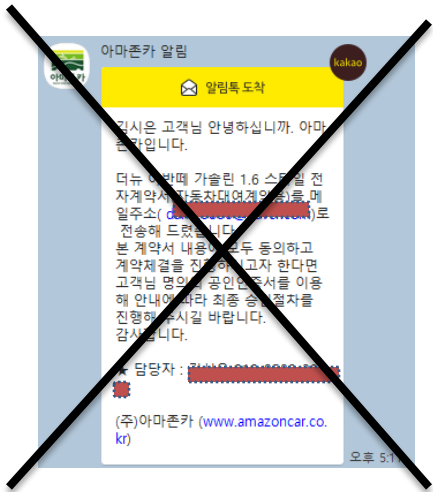 아마존카 알림
kakao
알림톡 도착
김시은 고객님 안녕하십니까. 아마
존카입니다.
더뉴 아반떼 가솔린 1.6 스타일 전
자계약서(자동차대여계약용)를 메
일주소( )로
전송해 드렸습니다.
본 계약서 내용에 모두 동의하고
계약체결을 진행하시고자 한다면
고객님 명의의 공인인증서를 이용
해 안내에 따라 최종 승인절차를
진행해 주시길 바랍니다.
감사합니다.
★ 담당자 :
(주)아마존카 (www.amazoncar.co.
kr)
오후